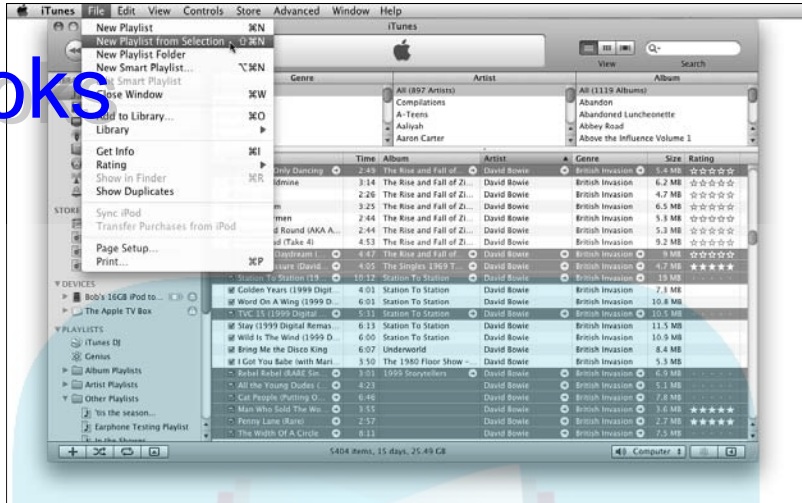 iTunes File Edit View Controls Store Advanced Window Help
iTunes
New Playlist ⌘N
New Playlist from Selection ⇧⌘N
New Playlist Folder
New Smart Playlist... ⌥⌘N
Smart Playlist
Close Window ⌘W
Add to Library... ⌘O
Library
Get Info ⌘I
Rating
Show in Finder ⌘R
Show Duplicates
Sync iPod
Transfer Purchases from iPod
Page Setup...
Print... ⌘P
oks
View Search
Genre Artist Album
All (897 Artists) All (1119 Albums)
Compilations Abandon
A-Teens Abandoned Luncheonette
Aaliyah Abbey Road
Aaron Carter Above the Influence Volume 1
Time Album Artist Genre Size Rating
Only Dancing 2:49 The Rise and Fall of... David Bowie British Invasion 5.4 MB
3:14 The Rise and Fall of Zi... David Bowie British Invasion 6.2 MB
2:26 The Rise and Fall of Zi... David Bowie British Invasion 4.7 MB
3:25 The Rise and Fall of Zi... David Bowie British Invasion 6.5 MB
2:44 The Rise and Fall of Zi... David Bowie British Invasion 5.3 MB
d Round (AKA A... 2:44 The Rise and Fall of Zi... David Bowie British Invasion 5.3 MB
(Take 4) 4:53 The Rise and Fall of Zi... David Bowie British Invasion 9.2 MB
4:47 The Rise and Fall of... David Bowie British Invasion 9 MB
(David... 4:05 The Singles 1969 T... David Bowie British Invasion 4.7 MB
Station To Station (19... 10:12 Station To Station David Bowie British Invasion 19 MB
Golden Years (1999 Digit... 4:01 Station To Station David Bowie British Invasion 7.3 MB
Word On A Wing (1999 D... 6:01 Station To Station David Bowie British Invasion 10.8 MB
TVC 15 (1999 Digital ... 5:31 Station To Station David Bowie British Invasion 10.5 MB
Stay (1999 Digital Remas... 6:13 Station To Station David Bowie British Invasion 11.5 MB
Wild Is The Wind (1999 D... 6:00 Station To Station David Bowie British Invasion 10.9 MB
Bring Me the Disco King 6:07 Underworld David Bowie British Invasion 8.4 MB
I Got You Babe (with Mari... 3:50 The 1980 Floor Show -... David Bowie British Invasion 5.3 MB
Rebel Rebel (RARE Sin... 3:01 1999 Storytellers David Bowie British Invasion 6.9 MB
All the Young Dudes (... 4:23 David Bowie British Invasion 5.1 MB
Cat People (Putting O... 6:46 David Bowie British Invasion 7.8 MB
Man Who Sold The Wo... 3:55 David Bowie British Invasion 3.6 MB
Penny Lane (Rare) 2:57 David Bowie British Invasion 2.7 MB
The Width Of A Circle 8:11 David Bowie British Invasion 7.5 MB
STORE
DEVICES
Bob's 16GB iPod to...
The Apple TV Box
PLAYLISTS
iTunes DJ
Genius
Album Playlists
Artist Playlists
Other Playlists
'tis the season...
Earphone Testing Playlist
In the Shower
5404 items, 15 days, 25.49 GB
Computer